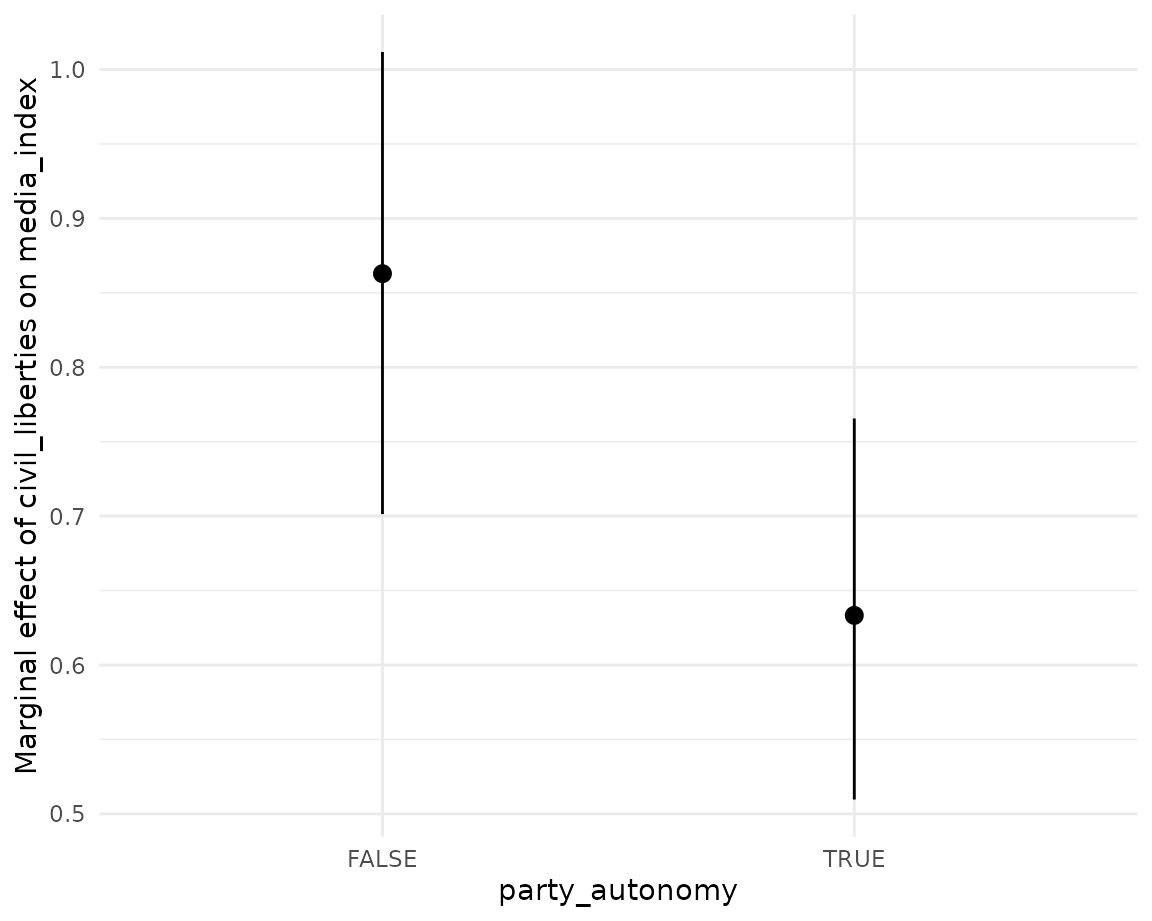 Marginal effect of civil_liberties on media_index
1.0
0.9
0.8
0.7
0.6
0.5
FALSE TRUE
party_autonomy